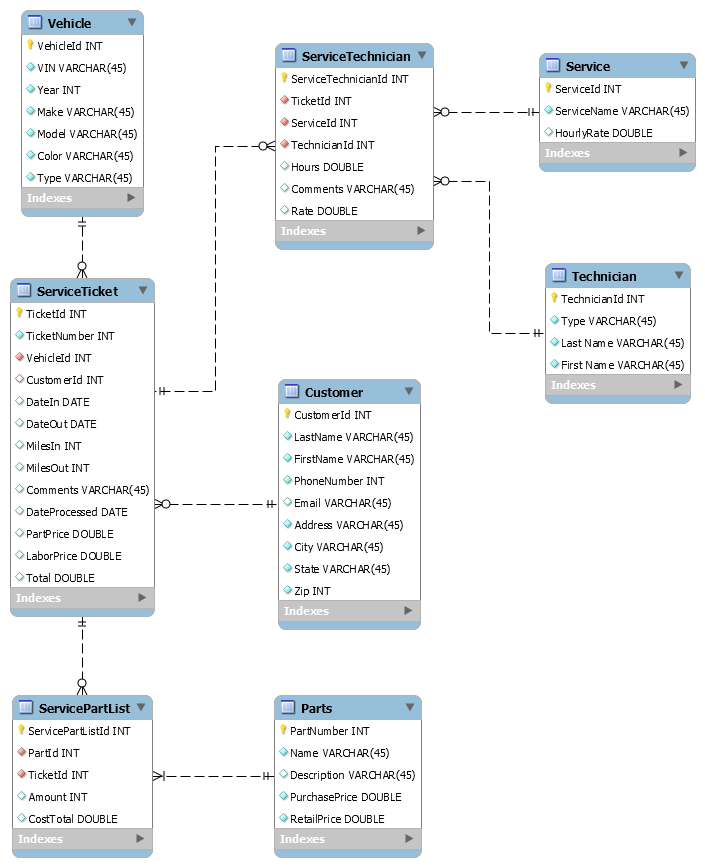 Vehicle
VehicleId INT
VIN VARCHAR(45)
Year INT
Make VARCHAR(45)
Model VARCHAR(45)
Color VARCHAR(45)
Type VARCHAR(45)
Indexes
ServiceTechnician
ServiceTechnicianId INT
TicketId INT
ServiceId INT
TechnicianId INT
Hours DOUBLE
Comments VARCHAR(45)
Rate DOUBLE
Indexes
Service
ServiceId INT
ServiceName VARCHAR(45)
HourlyRate DOUBLE
Indexes
Technician
TechnicianId INT
Type VARCHAR(45)
Last Name VARCHAR(45)
First Name VARCHAR(45)
Indexes
ServiceTicket
TicketId INT
TicketNumber INT
VehicleId INT
CustomerId INT
DateIn DATE
DateOut DATE
MilesIn INT
MilesOut INT
Comments VARCHAR(45)
DateProcessed DATE
PartPrice DOUBLE
LaborPrice DOUBLE
Total DOUBLE
Indexes
Customer
CustomerId INT
LastName VARCHAR(45)
FirstName VARCHAR(45)
PhoneNumber INT
Email VARCHAR(45)
Address VARCHAR(45)
City VARCHAR(45)
State VARCHAR(45)
Zip INT
Indexes
ServicePartList
ServicePartListId INT
PartId INT
TicketId INT
Amount INT
CostTotal DOUBLE
Indexes
Parts
PartNumber INT
Name VARCHAR(45)
Description VARCHAR(45)
PurchasePrice DOUBLE
RetailPrice DOUBLE
Indexes